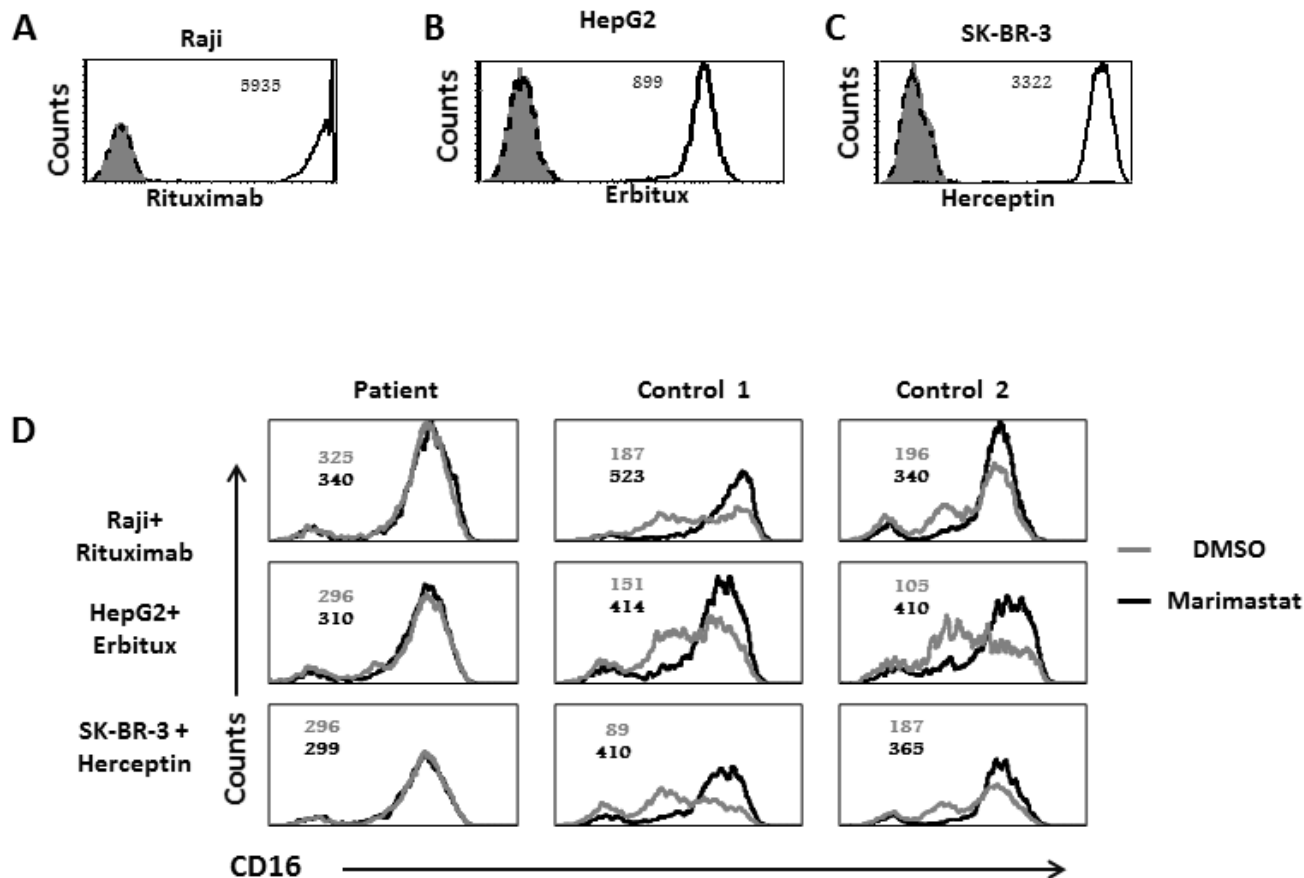 A
Raji
5935
Counts
Rituximab
B
HepG2
899
Counts
Erbitux
C
SK-BR-3
3322
Counts
Herceptin
D
Patient
Control 1
Control 2
Raji+
Rituximab
325
340
187
523
196
340
HepG2+
Erbitux
296
310
151
414
105
410
SK-BR-3 +
Herceptin
296
299
89
410
187
365
Counts
CD16
DMSO
Marimastat